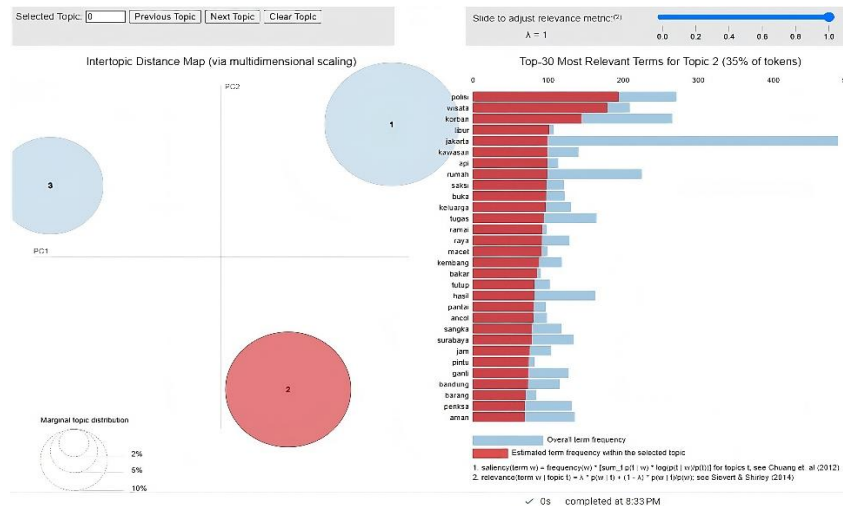 Selected Topic: 0 Previous Topic Next Topic Clear Topic
Slide to adjust relevance metric:(2)
λ = 1
0.0 0.2 0.4 0.6 0.8 1.0
Intertopic Distance Map (via multidimensional scaling)
PC2
PC1
1
3
2
Marginal topic distribution
2%
5%
10%
Top-30 Most Relevant Terms for Topic 2 (35% of tokens)
0 100 200 300 400
polisi
wisata
korban
libur
jakarta
kawasan
api
rumah
saksi
buka
keluarga
tugas
ramai
raya
macet
kembang
bakar
tutup
hasil
pantai
ancol
sangka
surabaya
jam
pintu
ganti
bandung
barang
periksa
aman
Overall term frequency
Estimated term frequency within the selected topic
1. saliency(term w) = frequency(w) * [sum_t p(t | w) * log(p(t | w)/p(t))] for topics t; see Chuang et. al (2012)
2. relevance(term w | topic t) = λ * p(w | t) + (1 - λ) * p(w | t)/p(w); see Sievert & Shirley (2014)
✓ 0s completed at 8:33 PM